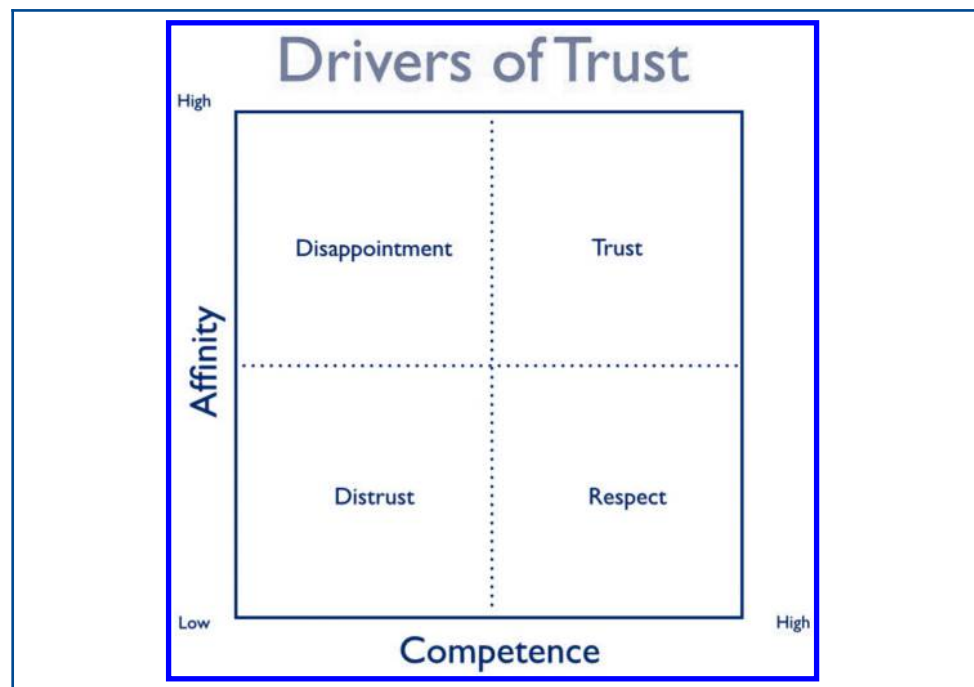 Drivers of Trust
High
Disappointment
Trust
Affinity
Distrust
Respect
Low
High
Competence